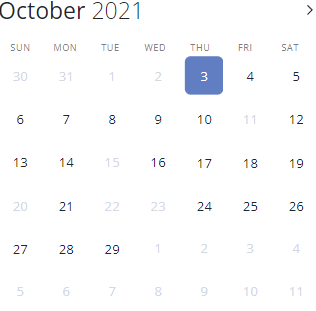 October 2021
SUN MON TUE WED THU FRI SAT
30 31 1 2 3 4 5
6 7 8 9 10 11 12
13 14 15 16 17 18 19
20 21 22 23 24 25 26
27 28 29 1 2 3 4
5 6 7 8 9 10 11